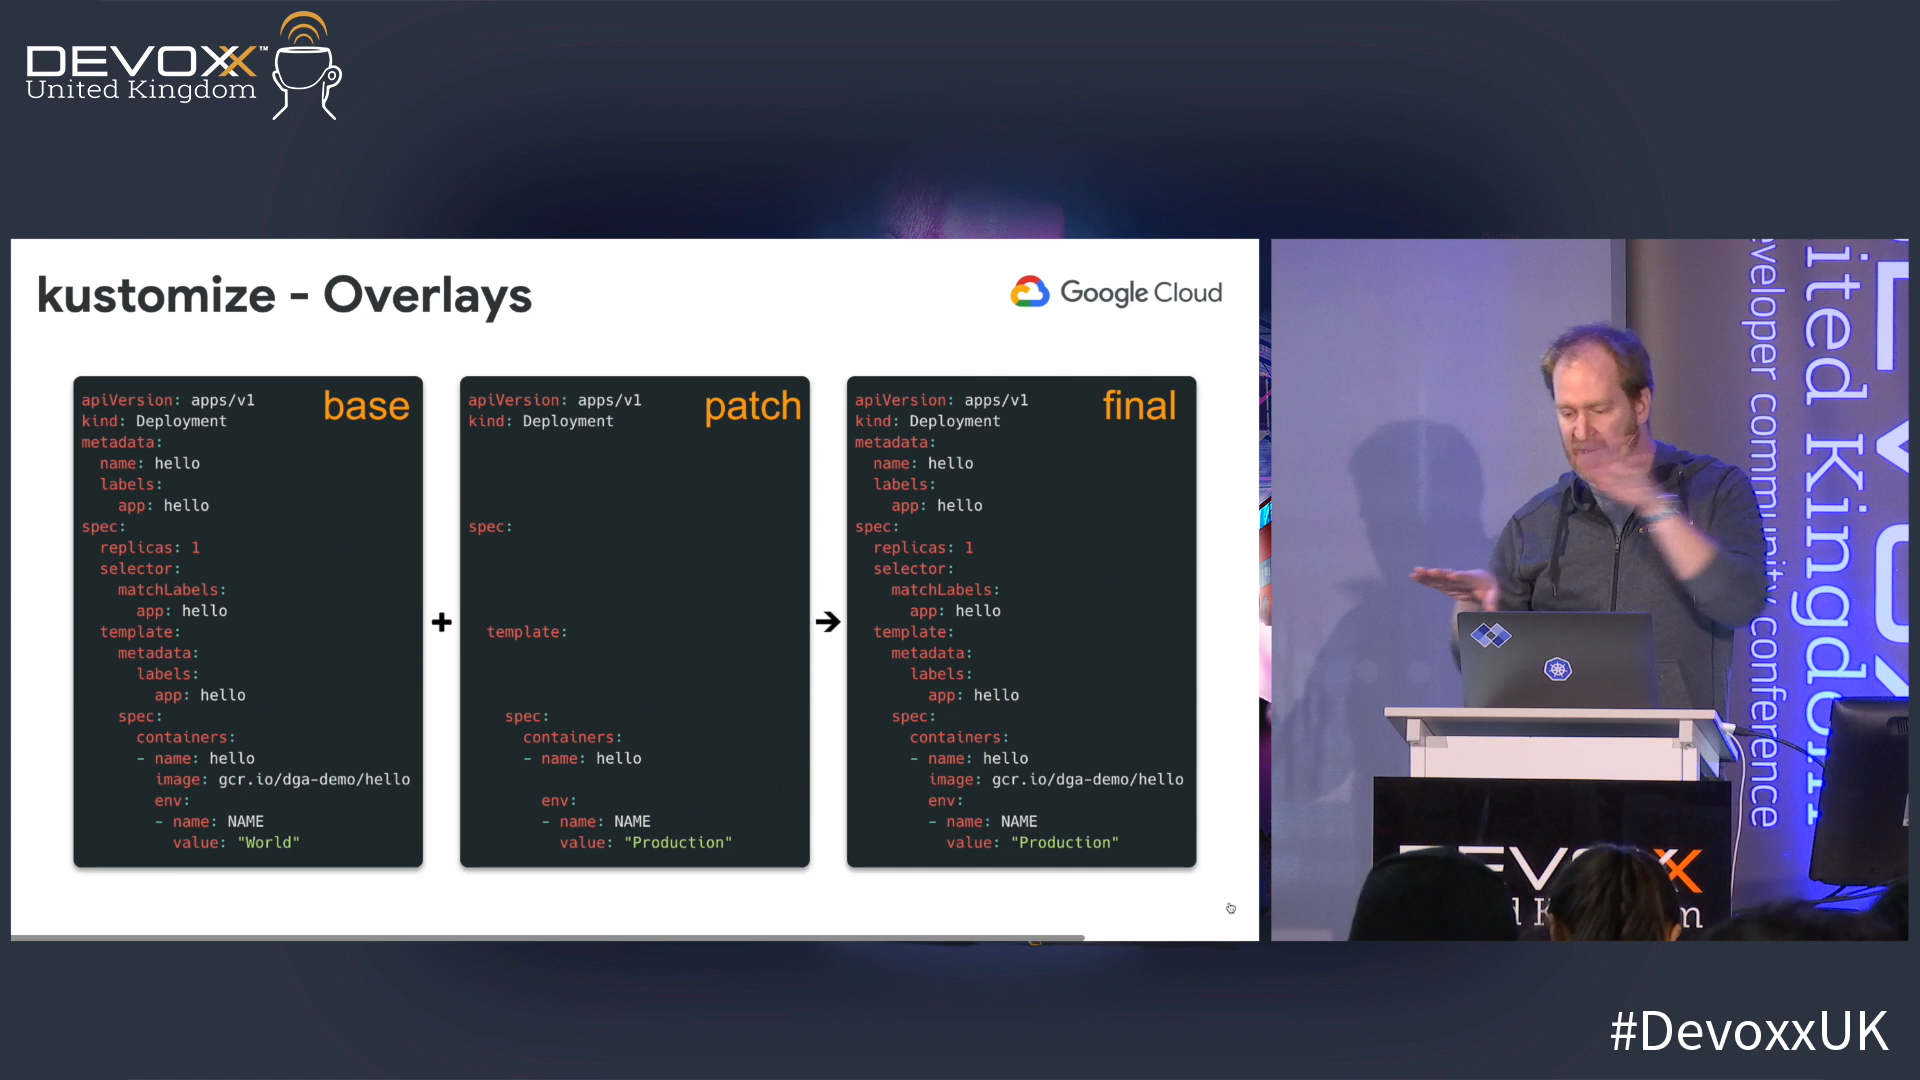 DEVOXX™
United Kingdom
kustomize - Overlays
Google Cloud
base
apiVersion: apps/v1
kind: Deployment
metadata:
  name: hello
  labels:
    app: hello
spec:
  replicas: 1
  selector:
    matchLabels:
      app: hello
  template:
    metadata:
      labels:
        app: hello
    spec:
      containers:
      - name: hello
        image: gcr.io/dga-demo/hello
        env:
        - name: NAME
          value: "World"
+
patch
apiVersion: apps/v1
kind: Deployment
spec:
  template:
    spec:
      containers:
      - name: hello
        env:
        - name: NAME
          value: "Production"
→
final
apiVersion: apps/v1
kind: Deployment
metadata:
  name: hello
  labels:
    app: hello
spec:
  replicas: 1
  selector:
    matchLabels:
      app: hello
  template:
    metadata:
      labels:
        app: hello
    spec:
      containers:
      - name: hello
        image: gcr.io/dga-demo/hello
        env:
        - name: NAME
          value: "Production"
ited Kingdom
eveloper community conference
DEVOXX
#DevoxxUK